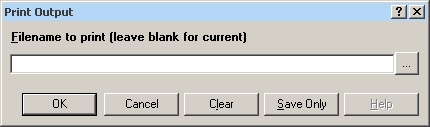 Print Output
Filename to print (leave blank for current)
...
OK Cancel Clear Save Only Help